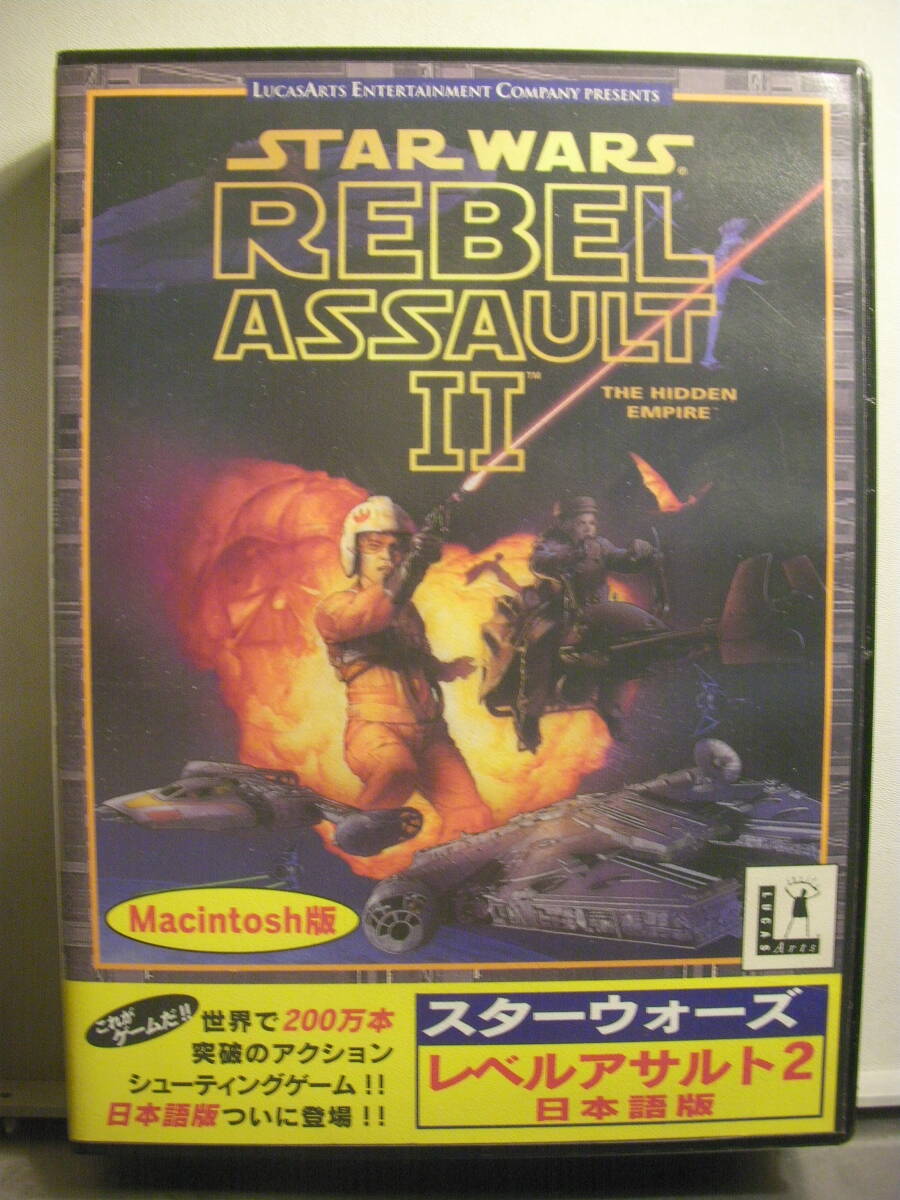 LUCASARTS ENTERTAINMENT COMPANY PRESENTS
STAR WARS®
REBEL
ASSAULT
II™
THE HIDDEN
EMPIRE™
Macintosh版
LUCAS
Arts
これが
ゲームだ!!
世界で200万本
突破のアクション
シューティングゲーム!!
日本語版ついに登場!!
スターウォーズ
レベルアサルト2
日本語版